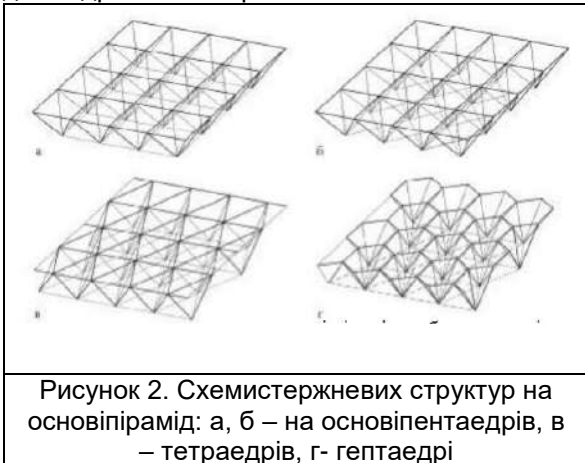 а
б
в
г
Рисунок 2. Схемистержневих структур на
основіпірамід: а, б – на основіпентаедрів, в
– тетраедрів, г- гептаедрі